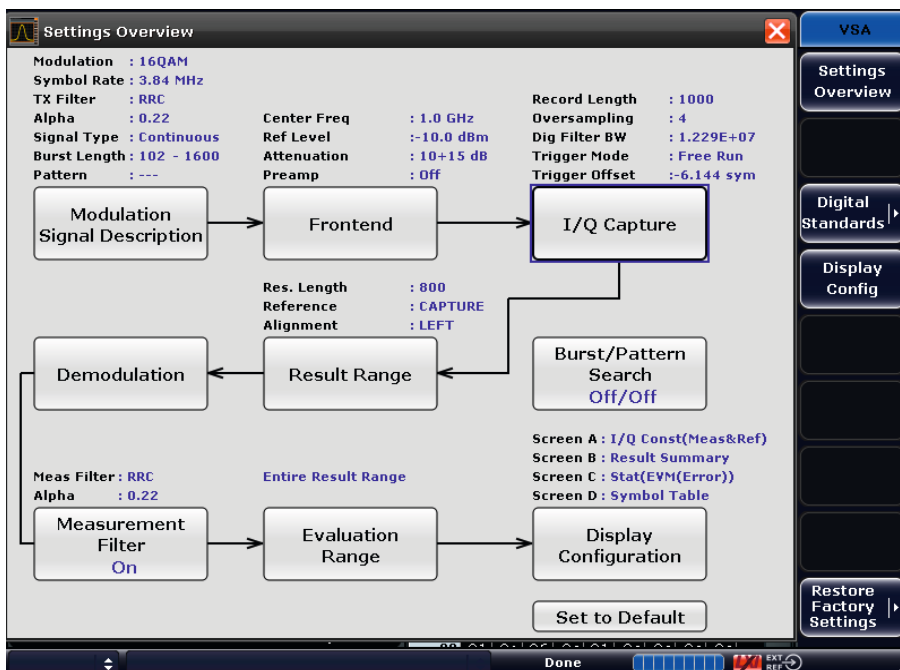 Settings Overview
VSA
Modulation : 16QAM
Symbol Rate : 3.84 MHz
TX Filter : RRC
Alpha : 0.22
Signal Type : Continuous
Burst Length : 102 - 1600
Pattern : ---
Center Freq : 1.0 GHz
Ref Level :-10.0 dBm
Attenuation : 10+15 dB
Preamp : Off
Record Length : 1000
Oversampling : 4
Dig Filter BW : 1.229E+07
Trigger Mode : Free Run
Trigger Offset :-6.144 sym
Modulation
Signal Description
Frontend
I/Q Capture
Res. Length : 800
Reference : CAPTURE
Alignment : LEFT
Demodulation
Result Range
Burst/Pattern
Search
Off/Off
Screen A : I/Q Const(Meas&Ref)
Screen B : Result Summary
Screen C : Stat(EVM(Error))
Screen D : Symbol Table
Meas Filter : RRC
Alpha : 0.22
Entire Result Range
Measurement
Filter
On
Evaluation
Range
Display
Configuration
Set to Default
Settings
Overview
Digital
Standards
Display
Config
Restore
Factory
Settings
Done
LXI
EXT
REF